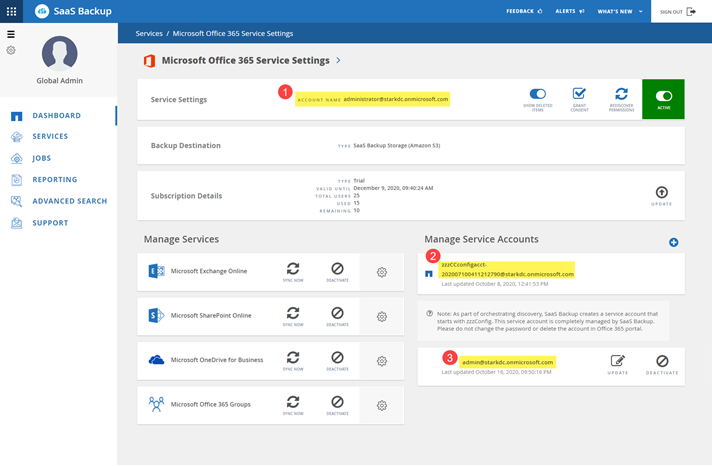 SaaS Backup
FEEDBACK
ALERTS
WHAT'S NEW
SIGN OUT
Services / Microsoft Office 365 Service Settings
Global Admin
DASHBOARD
SERVICES
JOBS
REPORTING
ADVANCED SEARCH
SUPPORT
Microsoft Office 365 Service Settings
Service Settings
1
ACCOUNT NAME administrator@starkdc.onmicrosoft.com
SHOW DELETED
ITEMS
GRANT
CONSENT
REDISCOVER
PERMISSIONS
ACTIVE
Backup Destination
TYPE SaaS Backup Storage (Amazon S3)
Subscription Details
TYPE Trial
VALID UNTIL December 9, 2020, 09:40:24 AM
TOTAL USERS 25
USED 15
REMAINING 10
UPDATE
Manage Services
Microsoft Exchange Online
SYNC NOW
DEACTIVATE
Microsoft SharePoint Online
SYNC NOW
DEACTIVATE
Microsoft OneDrive for Business
SYNC NOW
DEACTIVATE
Microsoft Office 365 Groups
SYNC NOW
DEACTIVATE
Manage Service Accounts
2
zzzCCconfigacct-
202007100411212790@starkdc.onmicrosoft.com
Last updated October 8, 2020, 12:41:53 PM
Note: As part of orchestrating discovery, SaaS Backup creates a service account that
starts with zzzConfig. This service account is completely managed by SaaS Backup.
Please do not change the password or delete the account in Office 365 portal.
3
admin@starkdc.onmicrosoft.com
Last updated October 16, 2020, 09:50:16 PM
UPDATE
DEACTIVATE